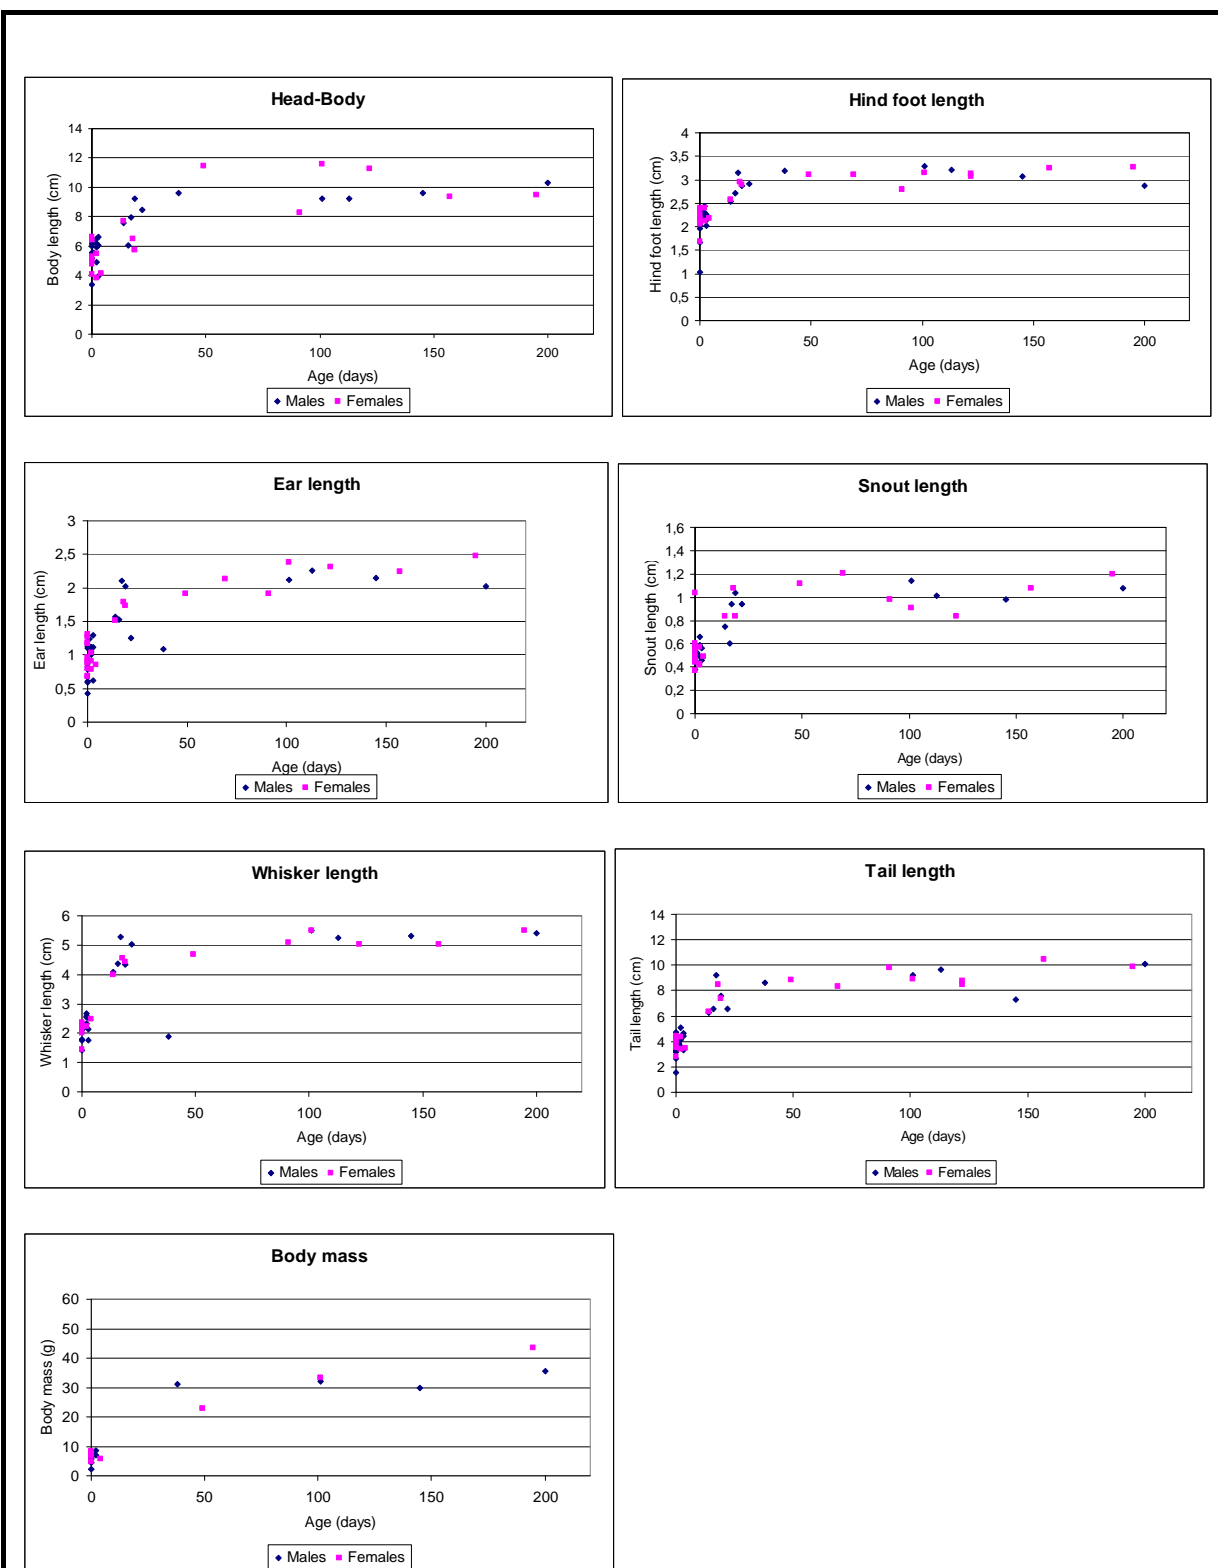 Head-Body
14
12
10
8
6
4
2
0
Body length (cm)
0 50 100 150 200
Age (days)
Males Females
Hind foot length
4
3,5
3
2,5
2
1,5
1
0,5
0
Hind foot length (cm)
0 50 100 150 200
Age (days)
Males Females
Ear length
3
2,5
2
1,5
1
0,5
0
Ear length (cm)
0 50 100 150 200
Age (days)
Males Females
Snout length
1,6
1,4
1,2
1
0,8
0,6
0,4
0,2
0
Snout length (cm)
0 50 100 150 200
Age (days)
Males Females
Whisker length
6
5
4
3
2
1
0
Whisker length (cm)
0 50 100 150 200
Age (days)
Males Females
Tail length
14
12
10
8
6
4
2
0
Tail length (cm)
0 50 100 150 200
Age (days)
Males Females
Body mass
60
50
40
30
20
10
0
Body mass (g)
0 50 100 150 200
Age (days)
Males Females